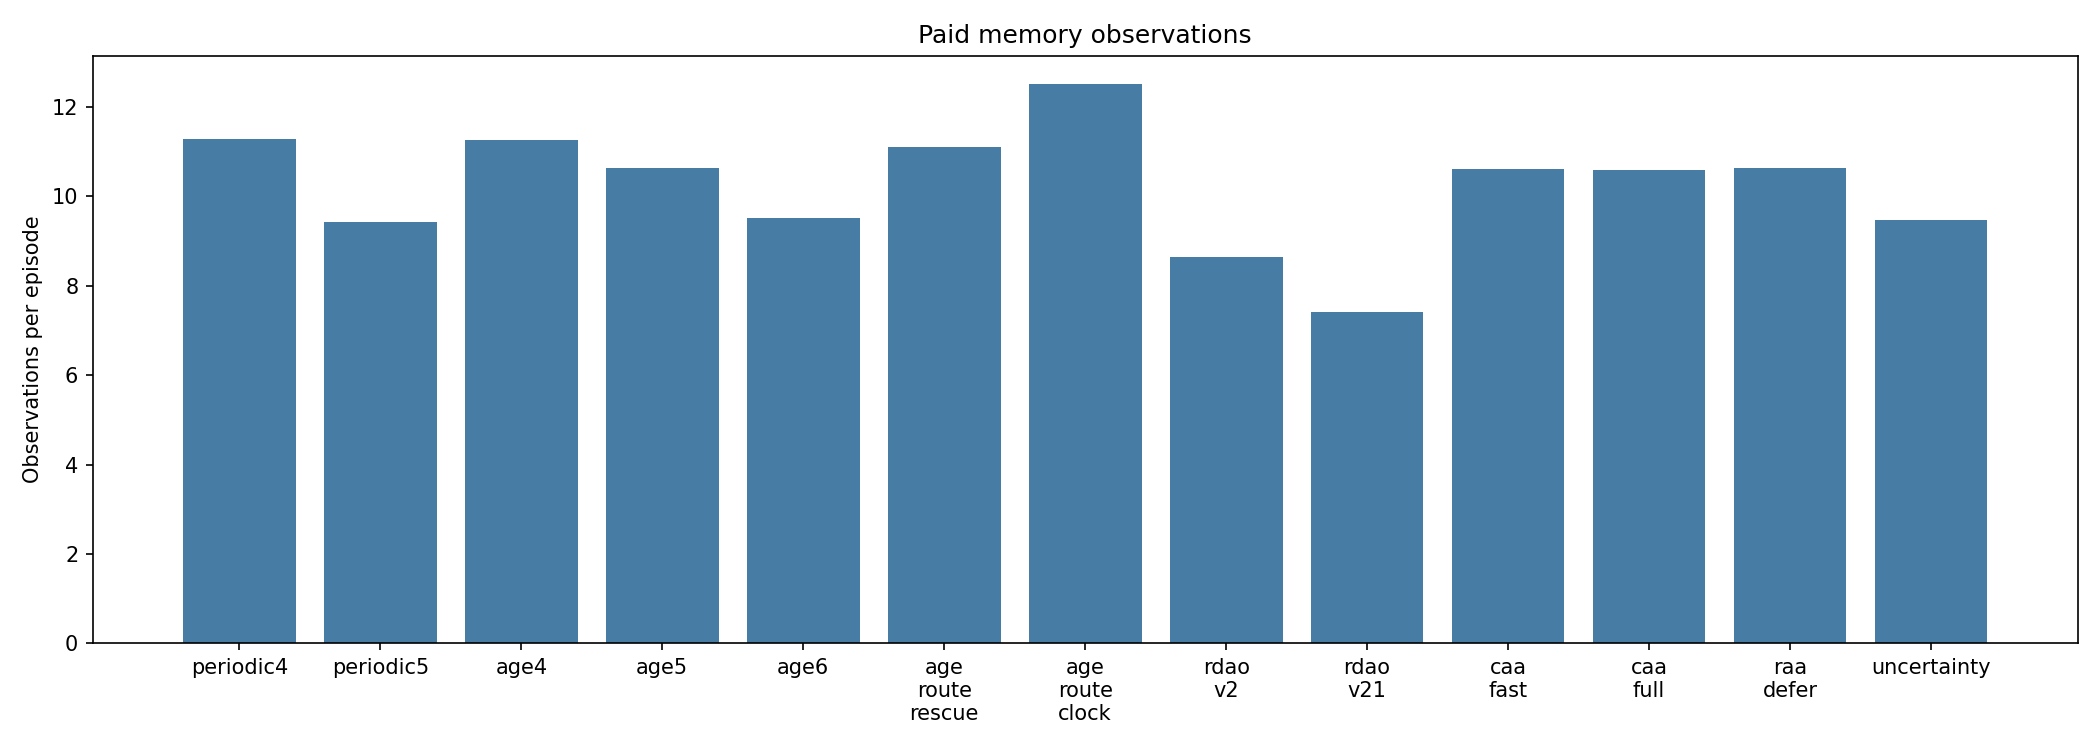 Paid memory observations
Observations per episode
12
10
8
6
4
2
0
periodic4
periodic5
age4
age5
age6
age
route
rescue
age
route
clock
rdao
v2
rdao
v21
caa
fast
caa
full
raa
defer
uncertainty